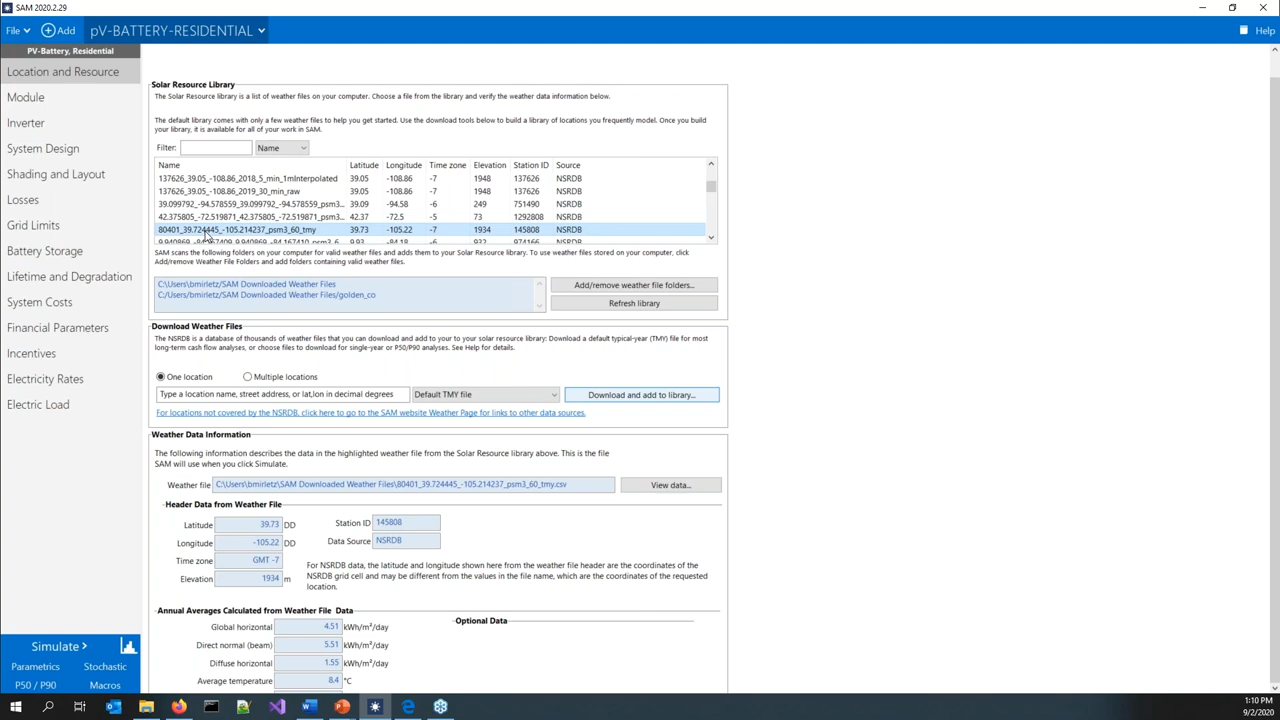 SAM 2020.2.29
File
Add
pV-BATTERY-RESIDENTIAL
Help
PV-Battery, Residential
Location and Resource
Module
Inverter
System Design
Shading and Layout
Losses
Grid Limits
Battery Storage
Lifetime and Degradation
System Costs
Financial Parameters
Incentives
Electricity Rates
Electric Load
Simulate >
Parametrics Stochastic
P50 / P90 Macros
Solar Resource Library
The Solar Resource library is a list of weather files on your computer. Choose a file from the library and verify the weather data information below.
The default library comes with only a few weather files to help you get started. Use the download tools below to build a library of locations you frequently model. Once you build
your library, it is available for all of your work in SAM.
Filter: Name
Name Latitude Longitude Time zone Elevation Station ID Source
137626_39.05_-108.86_2018_5_min_1mInterpolated 39.05 -108.86 -7 1948 137626 NSRDB
137626_39.05_-108.86_2019_30_min_raw 39.05 -108.86 -7 1948 137626 NSRDB
39.099792_-94.578559_39.099792_-94.578559_psm3... 39.09 -94.58 -6 249 751490 NSRDB
42.375805_-72.519871_42.375805_-72.519871_psm3... 42.37 -72.5 -5 73 1292808 NSRDB
80401_39.724445_-105.214237_psm3_60_tmy 39.73 -105.22 -7 1934 145808 NSRDB
9.93 -84.18 -6 932 974166 NSRDB
SAM scans the following folders on your computer for valid weather files and adds them to your Solar Resource library. To use weather files stored on your computer, click
Add/remove Weather File Folders and add folders containing valid weather files.
C:\Users\bmirletz/SAM Downloaded Weather Files
C:/Users/bmirletz/SAM Downloaded Weather Files/golden_co
Add/remove weather file folders...
Refresh library
Download Weather Files
The NSRDB is a database of thousands of weather files that you can download and add to your to your solar resource library: Download a default typical-year (TMY) file for most
long-term cash flow analyses, or choose files to download for single-year or P50/P90 analyses. See Help for details.
One location Multiple locations
Type a location name, street address, or lat,lon in decimal degrees Default TMY file Download and add to library...
For locations not covered by the NSRDB, click here to go to the SAM website Weather Page for links to other data sources.
Weather Data Information
The following information describes the data in the highlighted weather file from the Solar Resource library above. This is the file
SAM will use when you click Simulate.
Weather file C:\Users\bmirletz\SAM Downloaded Weather Files\80401_39.724445_-105.214237_psm3_60_tmy.csv View data...
Header Data from Weather File
Latitude 39.73 DD Station ID 145808
Longitude -105.22 DD Data Source NSRDB
Time zone GMT -7
Elevation 1934 m
For NSRDB data, the latitude and longitude shown here from the weather file header are the coordinates of the
NSRDB grid cell and may be different from the values in the file name, which are the coordinates of the requested
location.
Annual Averages Calculated from Weather File Data
Optional Data
Global horizontal 4.51 kWh/m²/day
Direct normal (beam) 5.51 kWh/m²/day
Diffuse horizontal 1.55 kWh/m²/day
Average temperature 8.4 °C
1:10 PM
9/2/2020